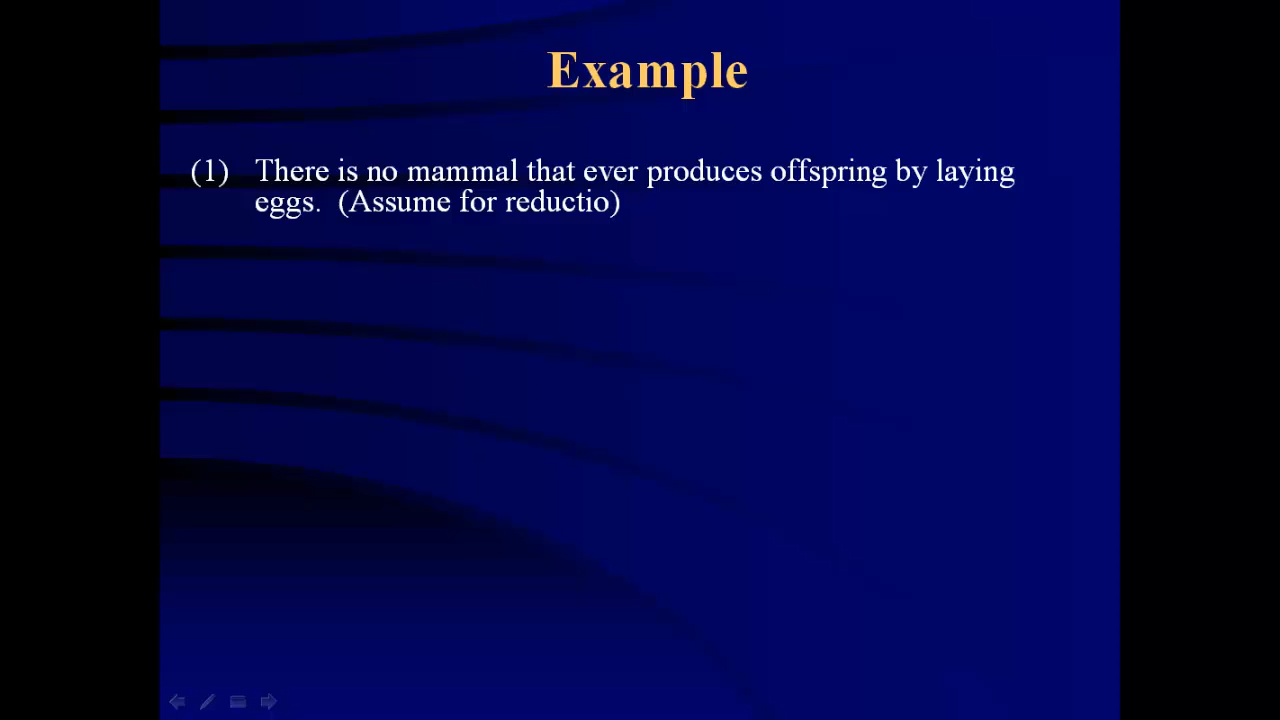 Example
(1) There is no mammal that ever produces offspring by laying
eggs. (Assume for reductio)